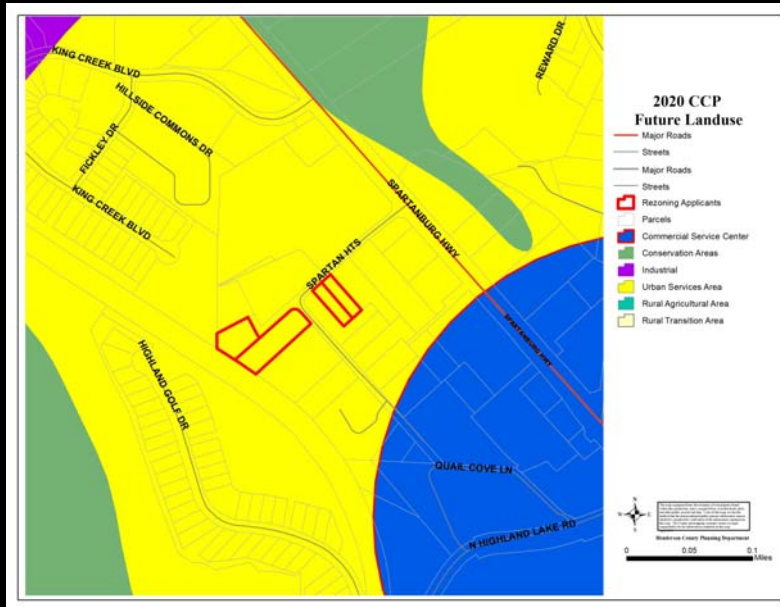 KING CREEK BLVD
HILLSIDE COMMONS DR
FICKLEY DR
KING CREEK BLVD
REWARD DR
SPARTANBURG HWY
SPARTAN HTS
SPARTANBURG HWY
HIGHLAND GOLF DR
QUAIL COVE LN
N HIGHLAND LAKE RD
2020 CCP
Future Landuse
Major Roads
Streets
Major Roads
Streets
Rezoning Applicants
Parcels
Commercial Service Center
Conservation Areas
Industrial
Urban Services Area
Rural Agricultural Area
Rural Transition Area
N
W E
S
Henderson County Planning Department
0 0.05 0.1
Miles